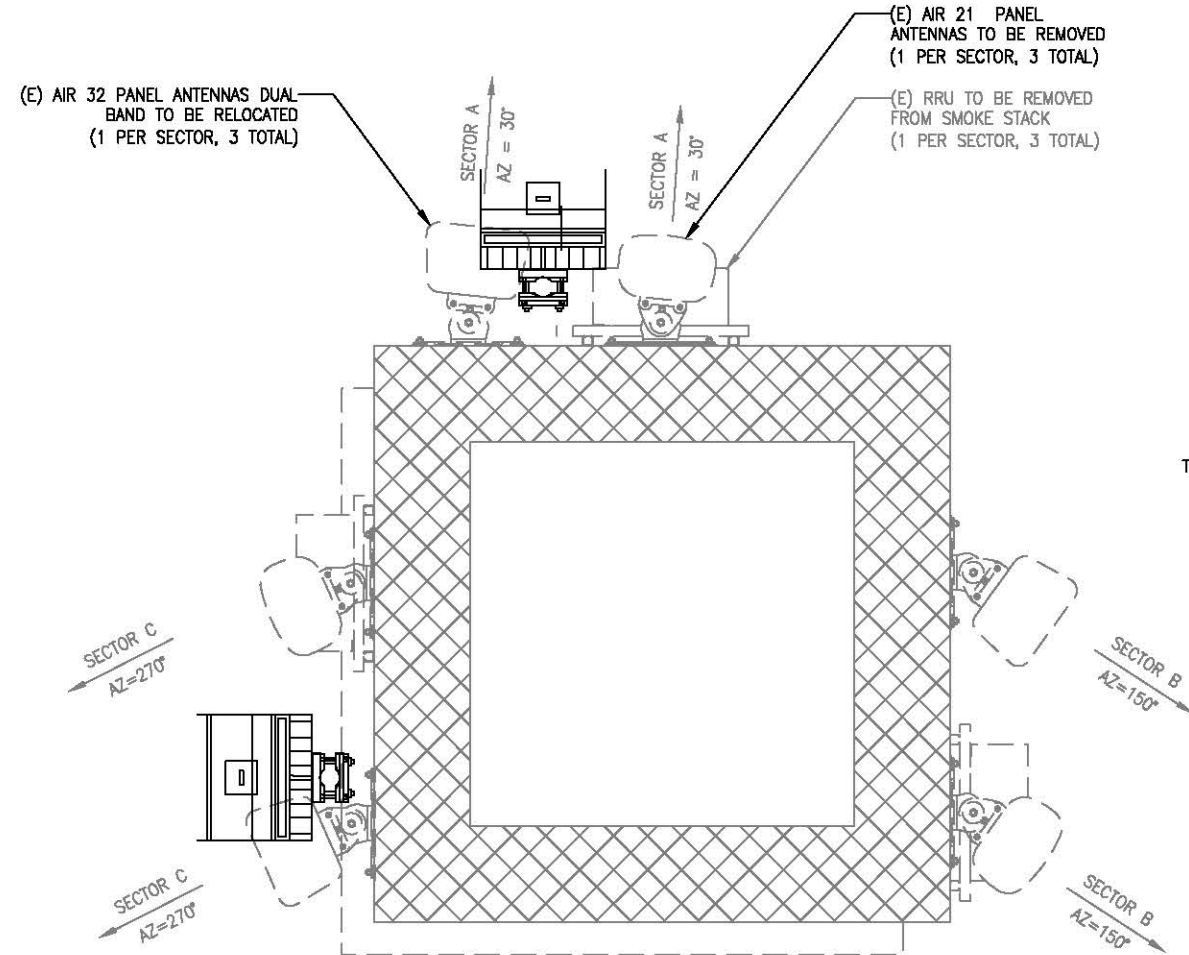 (E) AIR 21 PANEL
ANTENNAS TO BE REMOVED
(1 PER SECTOR, 3 TOTAL)
(E) AIR 32 PANEL ANTENNAS DUAL
BAND TO BE RELOCATED
(1 PER SECTOR, 3 TOTAL)
(E) RRU TO BE REMOVED
FROM SMOKE STACK
(1 PER SECTOR, 3 TOTAL)
SECTOR A
AZ = 30°
SECTOR A
AZ = 30°
T
SECTOR C
AZ=270°
SECTOR B
AZ=150°
SECTOR C
AZ=270°
SECTOR B
AZ=150°